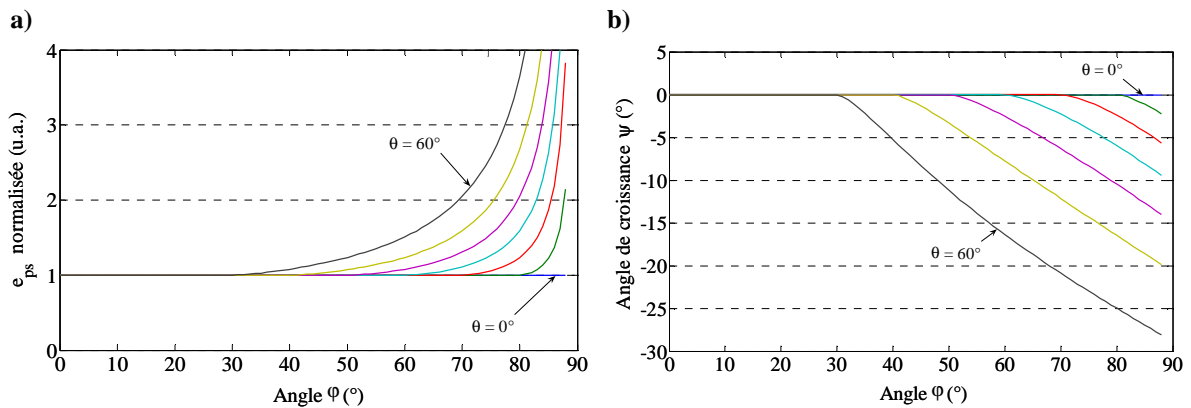 a)
4
3
2
1
0
e_ps normalisée (u.a.)
θ = 60°
θ = 0°
0 10 20 30 40 50 60 70 80 90
Angle φ (°)
b)
5
0
-5
-10
-15
-20
-25
-30
Angle de croissance ψ (°)
θ = 0°
θ = 60°
0 10 20 30 40 50 60 70 80 90
Angle φ (°)